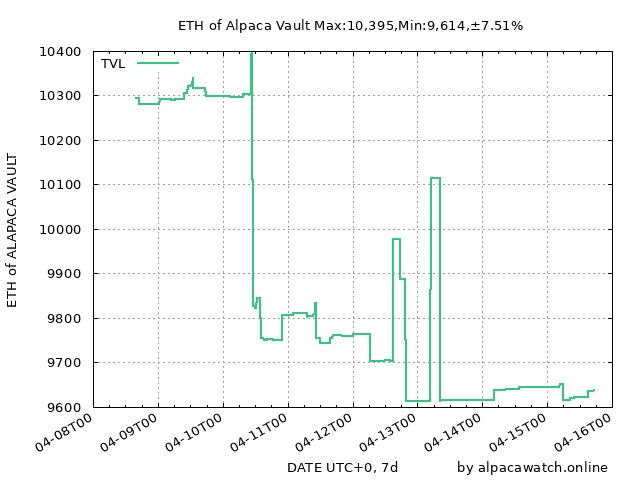 ETH of Alpaca Vault Max:10,395,Min:9,614,±7.51%
TVL
10400
10300
10200
10100
10000
9900
9800
9700
9600
ETH of ALAPACA VAULT
04-08T00
04-09T00
04-10T00
04-11T00
04-12T00
04-13T00
04-14T00
04-15T00
04-16T00
DATE UTC+0, 7d
by alpacawatch.online